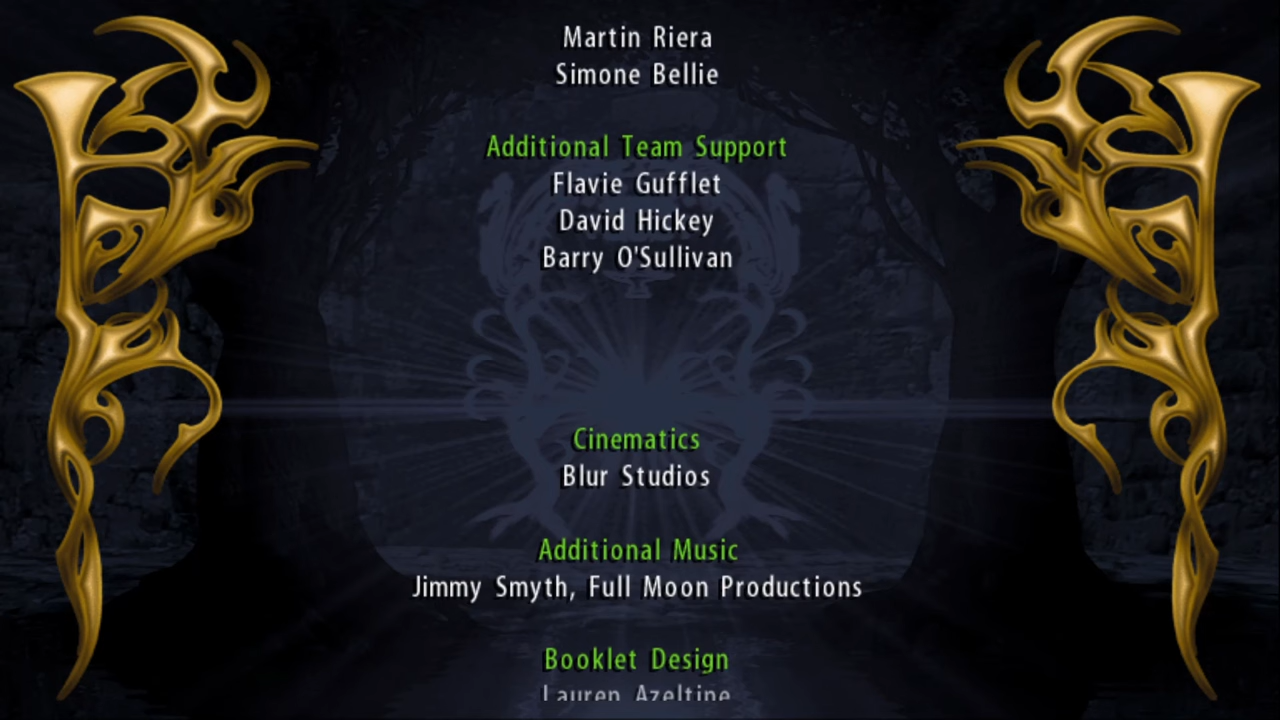 Martin Riera
Simone Bellie
Additional Team Support
Flavie Gufflet
David Hickey
Barry O'Sullivan
Cinematics
Blur Studios
Additional Music
Jimmy Smyth, Full Moon Productions
Booklet Design
Lauren Azeltine